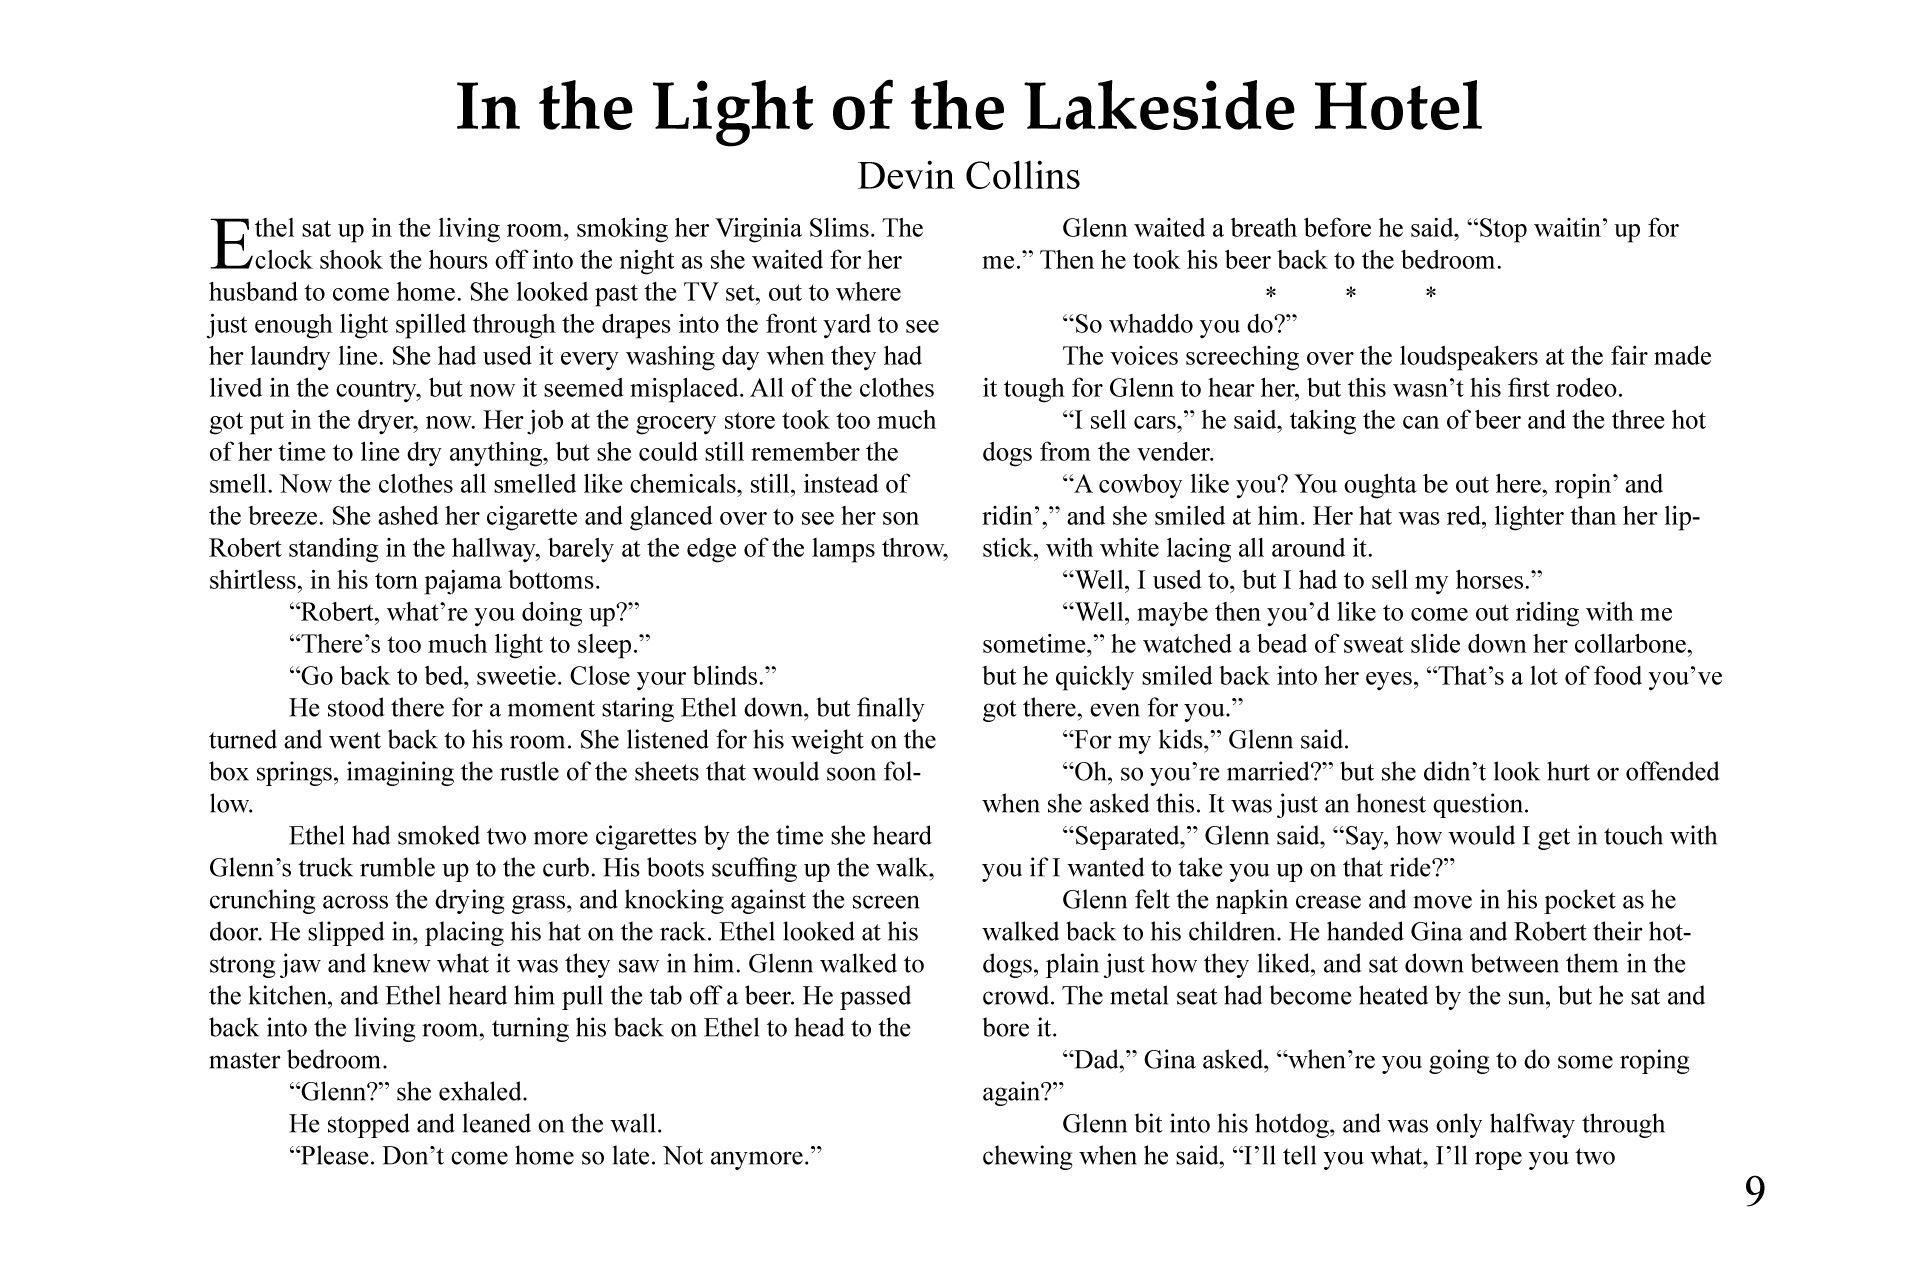 In the Light of the Lakeside Hotel
Devin Collins
Ethel sat up in the living room, smoking her Virginia Slims. The
clock shook the hours off into the night as she waited for her
husband to come home. She looked past the TV set, out to where
just enough light spilled through the drapes into the front yard to see
her laundry line. She had used it every washing day when they had
lived in the country, but now it seemed misplaced. All of the clothes
got put in the dryer, now. Her job at the grocery store took too much
of her time to line dry anything, but she could still remember the
smell. Now the clothes all smelled like chemicals, still, instead of
the breeze. She ashed her cigarette and glanced over to see her son
Robert standing in the hallway, barely at the edge of the lamps throw,
shirtless, in his torn pajama bottoms.
“Robert, what’re you doing up?”
“There’s too much light to sleep.”
“Go back to bed, sweetie. Close your blinds.”
He stood there for a moment staring Ethel down, but finally
turned and went back to his room. She listened for his weight on the
box springs, imagining the rustle of the sheets that would soon fol-
low.
Ethel had smoked two more cigarettes by the time she heard
Glenn’s truck rumble up to the curb. His boots scuffing up the walk,
crunching across the drying grass, and knocking against the screen
door. He slipped in, placing his hat on the rack. Ethel looked at his
strong jaw and knew what it was they saw in him. Glenn walked to
the kitchen, and Ethel heard him pull the tab off a beer. He passed
back into the living room, turning his back on Ethel to head to the
master bedroom.
“Glenn?” she exhaled.
He stopped and leaned on the wall.
“Please. Don’t come home so late. Not anymore.”
Glenn waited a breath before he said, “Stop waitin’ up for
me.” Then he took his beer back to the bedroom.
* * *
“So whaddo you do?”
The voices screeching over the loudspeakers at the fair made
it tough for Glenn to hear her, but this wasn’t his first rodeo.
“I sell cars,” he said, taking the can of beer and the three hot
dogs from the vender.
“A cowboy like you? You oughta be out here, ropin’ and
ridin’,” and she smiled at him. Her hat was red, lighter than her lip-
stick, with white lacing all around it.
“Well, I used to, but I had to sell my horses.”
“Well, maybe then you’d like to come out riding with me
sometime,” he watched a bead of sweat slide down her collarbone,
but he quickly smiled back into her eyes, “That’s a lot of food you’ve
got there, even for you.”
“For my kids,” Glenn said.
“Oh, so you’re married?” but she didn’t look hurt or offended
when she asked this. It was just an honest question.
“Separated,” Glenn said, “Say, how would I get in touch with
you if I wanted to take you up on that ride?”
Glenn felt the napkin crease and move in his pocket as he
walked back to his children. He handed Gina and Robert their hot-
dogs, plain just how they liked, and sat down between them in the
crowd. The metal seat had become heated by the sun, but he sat and
bore it.
“Dad,” Gina asked, “when’re you going to do some roping
again?”
Glenn bit into his hotdog, and was only halfway through
chewing when he said, “I’ll tell you what, I’ll rope you two
9